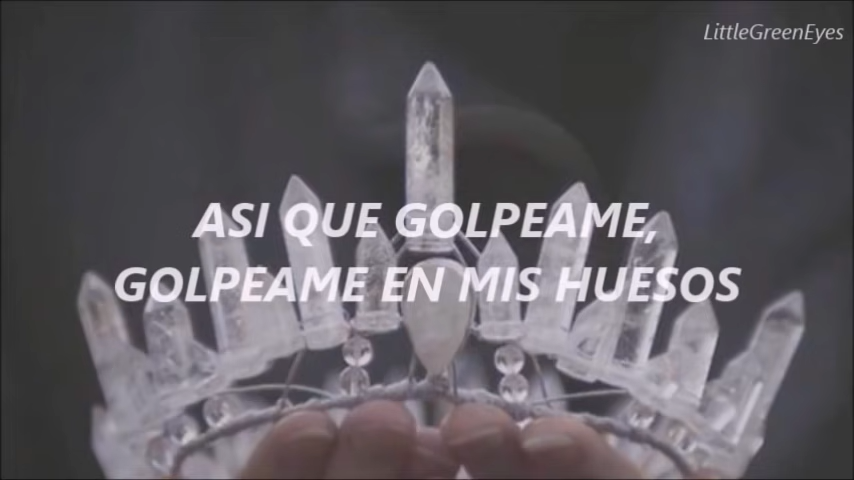 LittleGreenEyes
ASI QUE GOLPEAME,
GOLPEAME EN MIS HUESOS